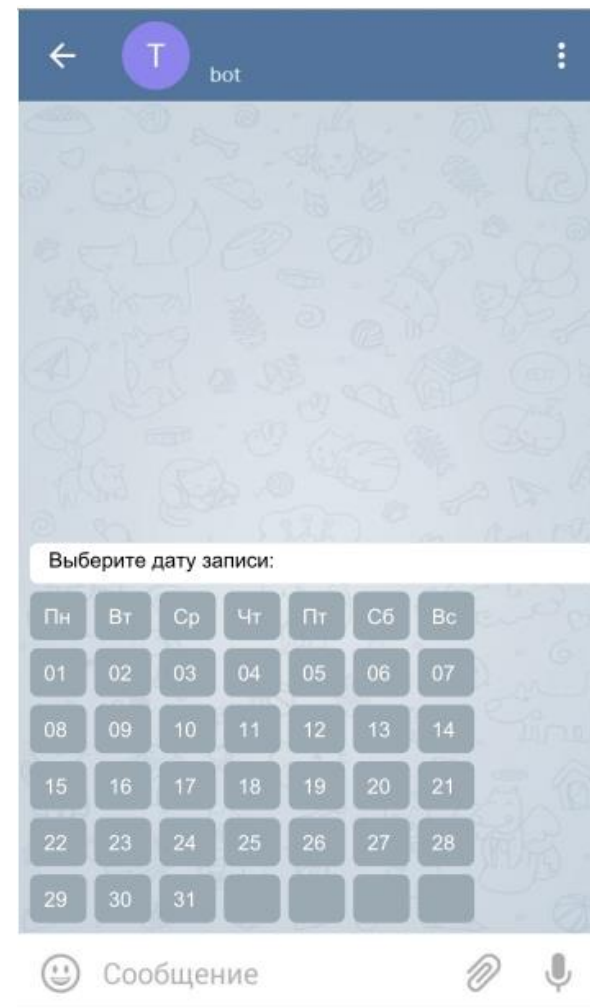 T
bot
Выберите дату записи:
Пн Вт Ср Чт Пт Сб Вс
01 02 03 04 05 06 07
08 09 10 11 12 13 14
15 16 17 18 19 20 21
22 23 24 25 26 27 28
29 30 31
Сообщение